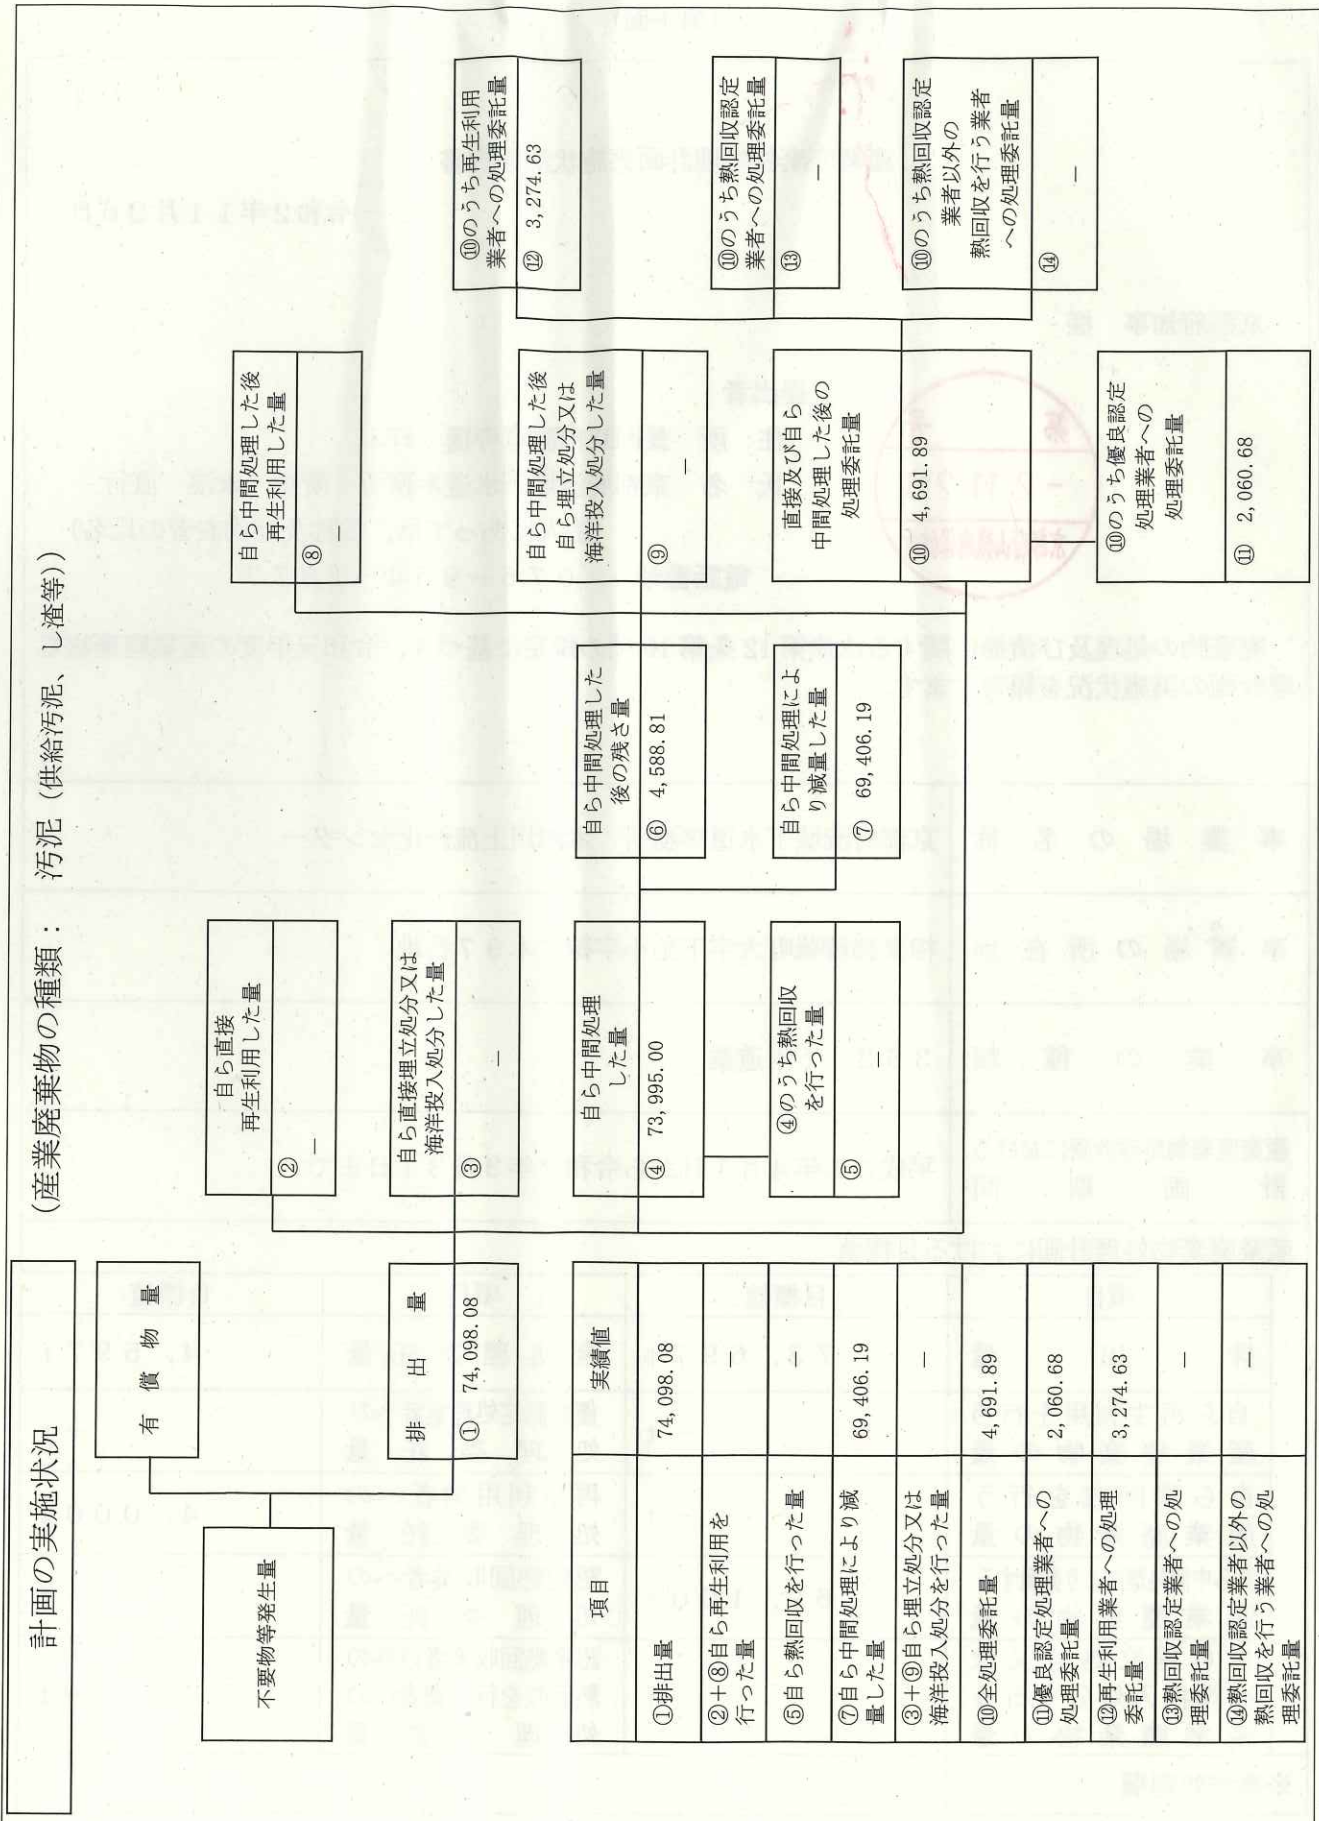 計画の実施状況
(産業廃棄物の種類： 汚泥（供給汚泥、し渣等）)
不要物等発生量
有償物量
排出量
① 74,098.08
自ら直接
再生利用した量
② －
自ら直接埋立処分又は
海洋投入処分した量
③ －
自ら中間処理
した量
④ 73,995.00
④のうち熱回収
を行った量
⑤ －
自ら中間処理した
後の残さ量
⑥ 4,588.81
自ら中間処理によ
り減量した量
⑦ 69,406.19
自ら中間処理した後
再生利用した量
⑧ －
自ら中間処理した後
自ら埋立処分又は
海洋投入処分した量
⑨ －
直接及び自ら
中間処理した後の
処理委託量
⑩ 4,691.89
⑩のうち優良認定
処理業者への
処理委託量
⑪ 2,060.68
⑩のうち再生利用
業者への処理委託量
⑫ 3,274.63
⑩のうち熱回収認定
業者への処理委託量
⑬ －
⑩のうち熱回収認定
業者以外の
熱回収を行う業者
への処理委託量
⑭ －
項目 実績値
①排出量 74,098.08
②＋⑧自ら再生利用を
行った量 －
⑤自ら熱回収を行った量 －
⑦自ら中間処理により減
量した量 69,406.19
③＋⑨自ら埋立処分又は
海洋投入処分を行った量 －
⑩全処理委託量 4,691.89
⑪優良認定処理業者への
処理委託量 2,060.68
⑫再生利用業者への処理
委託量 3,274.63
⑬熱回収認定業者への処
理委託量 －
⑭熱回収認定業者以外の
熱回収を行う業者への処
理委託量 －